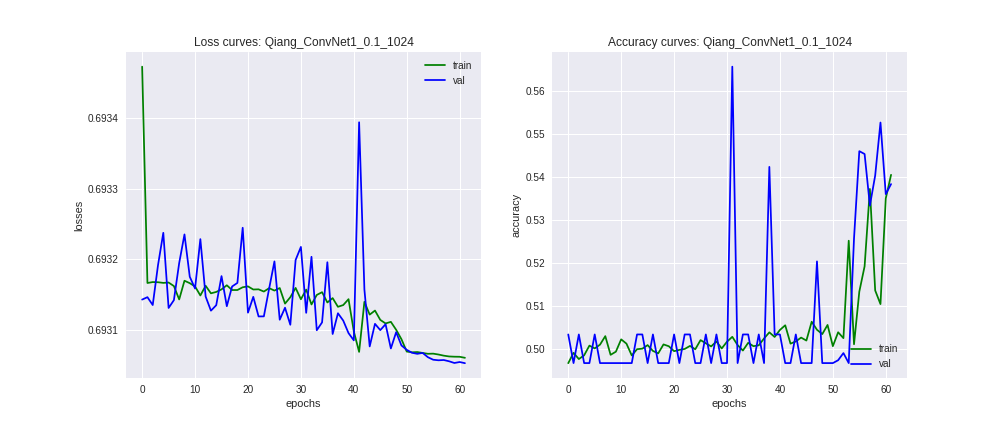 Loss curves: Qiang_ConvNet1_0.1_1024
train
val
0.6934
0.6933
0.6932
0.6931
losses
0 10 20 30 40 50 60
epochs
Accuracy curves: Qiang_ConvNet1_0.1_1024
0.56
0.55
0.54
0.53
0.52
0.51
0.50
accuracy
train
val
0 10 20 30 40 50 60
epochs